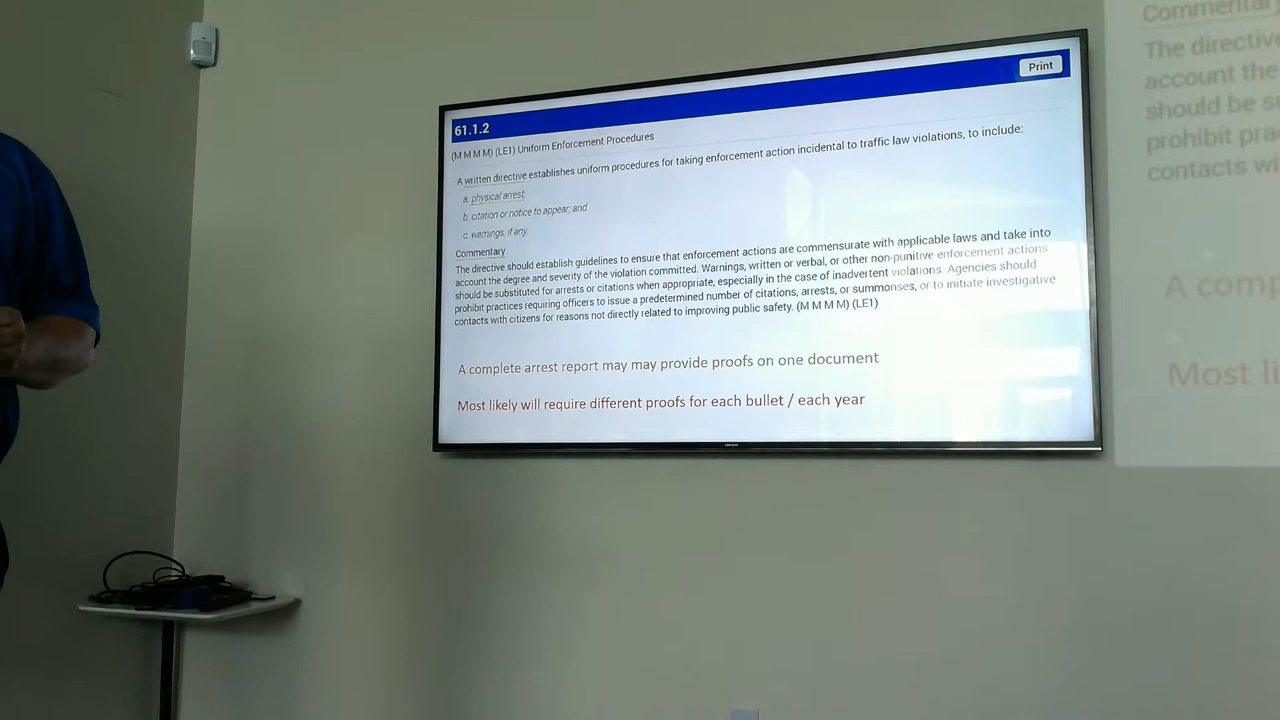 Print
61.1.2
(M M M M) (LE1) Uniform Enforcement Procedures
A written directive establishes uniform procedures for taking enforcement action incidental to traffic law violations, to include:
a. physical arrest;
b. citation or notice to appear; and
c. warnings, if any.
Commentary
The directive should establish guidelines to ensure that enforcement actions are commensurate with applicable laws and take into
account the degree and severity of the violation committed. Warnings, written or verbal, or other non-punitive enforcement actions
should be substituted for arrests or citations when appropriate, especially in the case of inadvertent violations. Agencies should
prohibit practices requiring officers to issue a predetermined number of citations, arrests, or summonses, or to initiate investigative
contacts with citizens for reasons not directly related to improving public safety. (M M M M) (LE1)
A complete arrest report may may provide proofs on one document
Most likely will require different proofs for each bullet / each year
Commentary
The directive
account the
should be su
prohibit prac
contacts wi
A comp
Most li